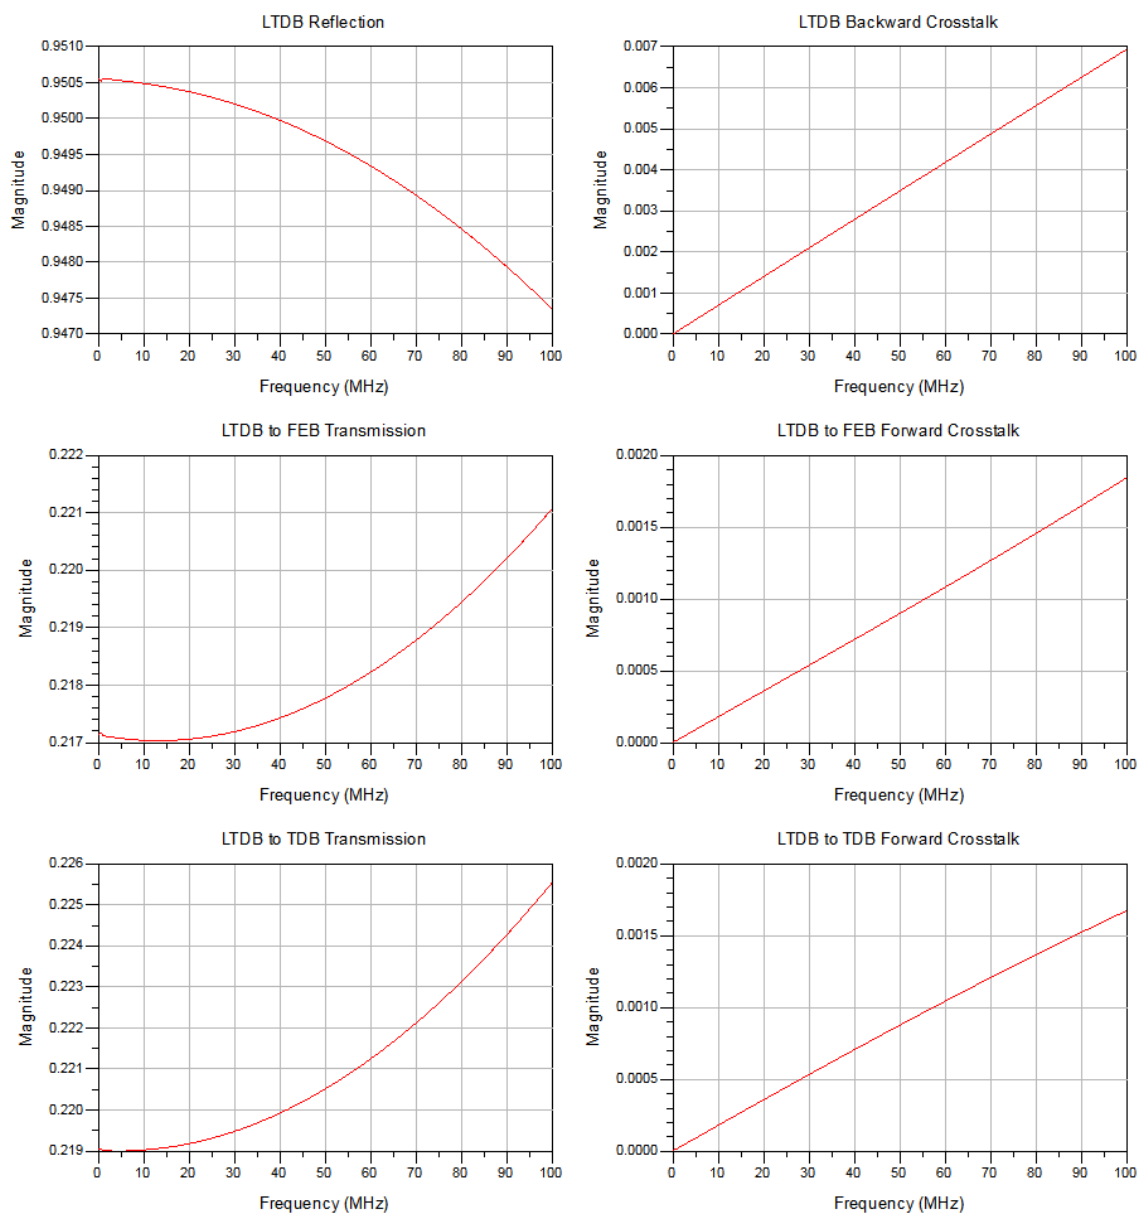 LTDB Reflection
0.9510
0.9505
0.9500
0.9495
0.9490
0.9485
0.9480
0.9475
0.9470
Magnitude
0 10 20 30 40 50 60 70 80 90 100
Frequency (MHz)
LTDB Backward Crosstalk
0.007
0.006
0.005
0.004
0.003
0.002
0.001
0.000
Magnitude
0 10 20 30 40 50 60 70 80 90 100
Frequency (MHz)
LTDB to FEB Transmission
0.222
0.221
0.220
0.219
0.218
0.217
Magnitude
0 10 20 30 40 50 60 70 80 90 100
Frequency (MHz)
LTDB to FEB Forward Crosstalk
0.0020
0.0015
0.0010
0.0005
0.0000
Magnitude
0 10 20 30 40 50 60 70 80 90 100
Frequency (MHz)
LTDB to TDB Transmission
0.226
0.225
0.224
0.223
0.222
0.221
0.220
0.219
Magnitude
0 10 20 30 40 50 60 70 80 90 100
Frequency (MHz)
LTDB to TDB Forward Crosstalk
0.0020
0.0015
0.0010
0.0005
0.0000
Magnitude
0 10 20 30 40 50 60 70 80 90 100
Frequency (MHz)